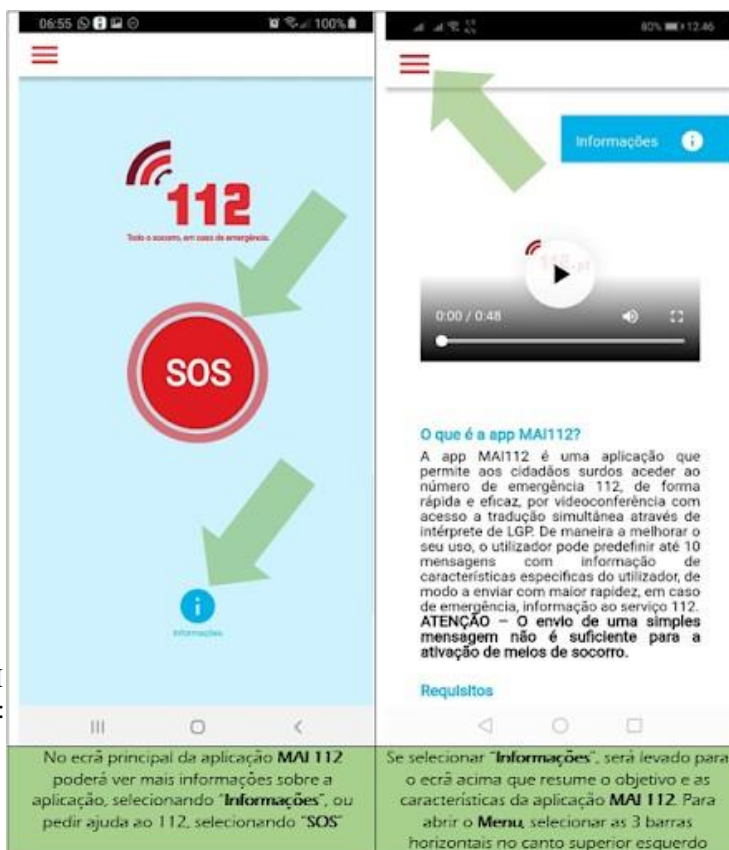 06:55
100%
112
Todo o socorro, em caso de emergência.
SOS
Informações
No ecrã principal da aplicação MAI 112
poderá ver mais informações sobre a
aplicação, selecionando "Informações", ou
pedir ajuda ao 112, selecionando "SOS"
80%
12.46
Informações
112.pt
0:00 / 0:48
O que é a app MAI112?
A app MAI112 é uma aplicação que
permite aos cidadãos surdos aceder ao
número de emergência 112, de forma
rápida e eficaz, por videoconferência com
acesso a tradução simultânea através de
intérprete de LGP. De maneira a melhorar o
seu uso, o utilizador pode predefinir até 10
mensagens com informação de
características especificas do utilizador, de
modo a enviar com maior rapidez, em caso
de emergência, informação ao serviço 112.
ATENÇÃO – O envio de uma simples
mensagem não é suficiente para a
ativação de meios de socorro.
Requisitos
Se selecionar "Informações", será levado para
o ecrã acima que resume o objetivo e as
características da aplicação MAI 112. Para
abrir o Menu, selecionar as 3 barras
horizontais no canto superior esquerdo